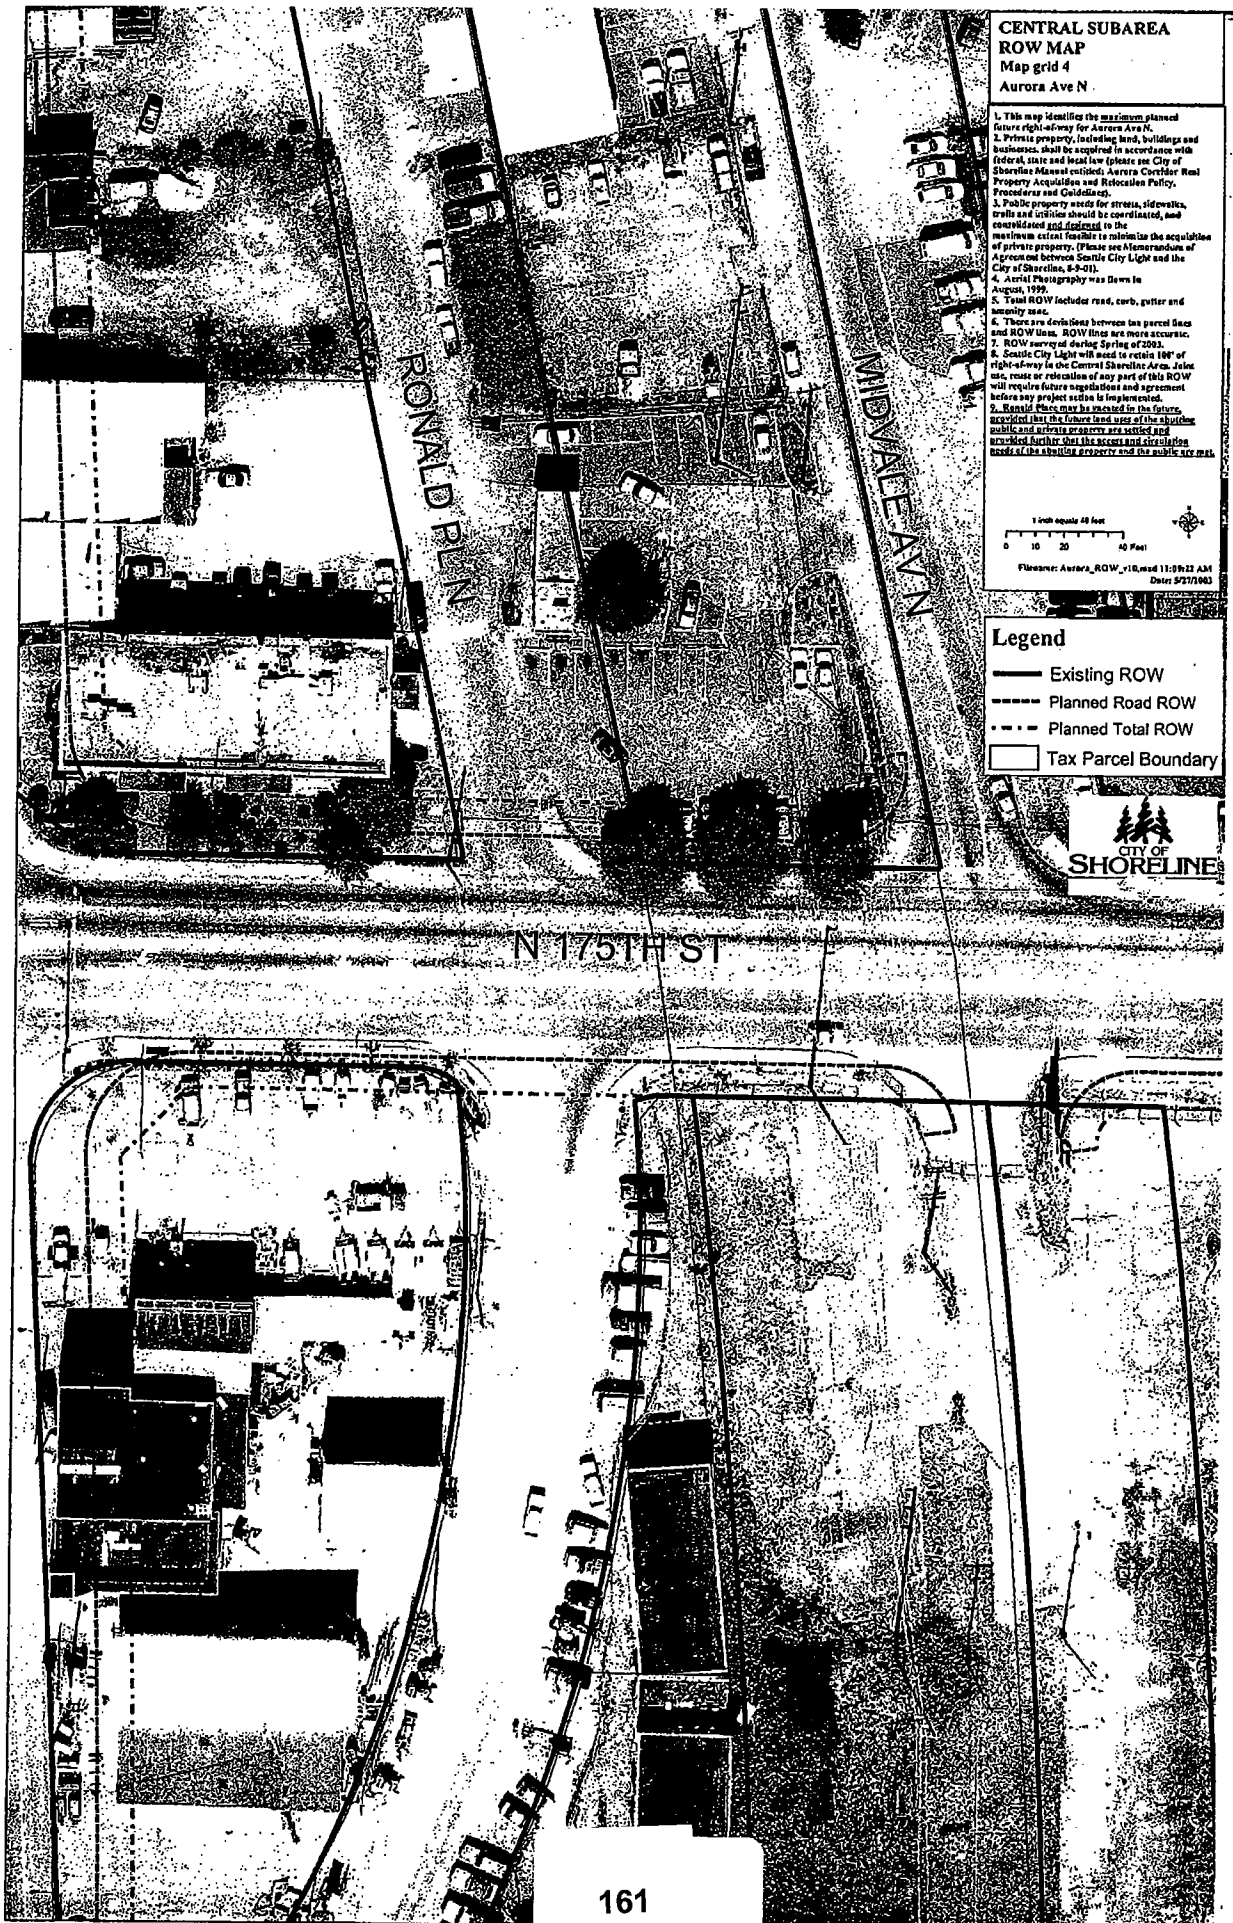 CENTRAL SUBAREA
ROW MAP
Map grid 4
Aurora Ave N
1. This map identifies the maximum planned
future right-of-way for Aurora Ave N.
2. Private property, including land, buildings and
businesses, shall be acquired in accordance with
federal, state and local law (please see City of
Shoreline Manual entitled: Aurora Corridor Real
Property Acquisition and Relocation Policy,
Procedures and Guidelines).
3. Public property needs for streets, sidewalks,
trails and utilities should be coordinated, and
consolidated and designed to the
maximum extent feasible to minimize the acquisition
of private property. (Please see Memorandum of
Agreement between Seattle City Light and the
City of Shoreline, 8-9-01).
4. Aerial Photography was flown in
August, 1999.
5. Total ROW includes road, curb, gutter and
amenity zone.
6. There are deviations between tax parcel lines
and ROW lines. ROW lines are more accurate.
7. ROW surveyed during Spring of 2003.
8. Seattle City Light will need to retain 100' of
right-of-way in the Central Shoreline Area. Joint
use, reuse or relocation of any part of this ROW
will require future negotiations and agreement
before any project action is implemented.
9. Ronald Place may be vacated in the future,
provided that the future land uses of the abutting
public and private property are settled and
provided further that the access and circulation
needs of the abutting property and the public are met.
1 inch equals 40 feet
0 10 20 40 Feet
Filename: Aurora_ROW_v10.mxd 11:09:22 AM
Date: 5/27/1003
Legend
Existing ROW
Planned Road ROW
Planned Total ROW
Tax Parcel Boundary
CITY OF
SHORELINE
RONALD PL N
MIDVALE AV N
N 175TH ST
161